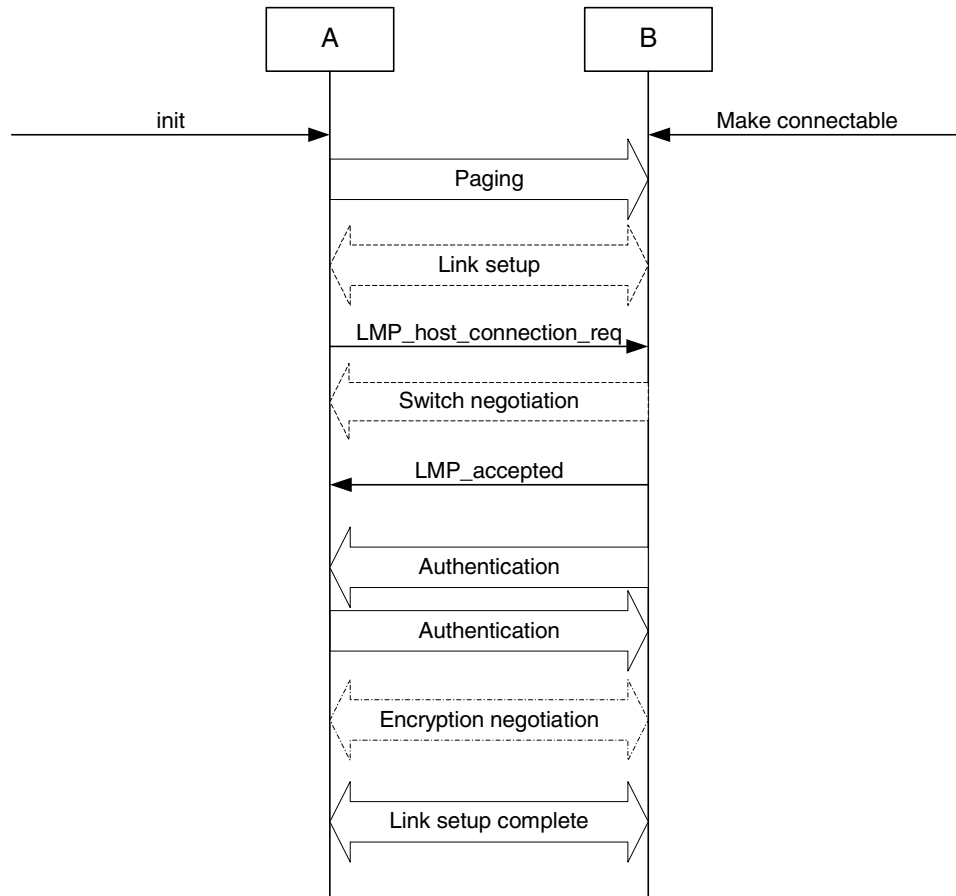 A
B
init
Make connectable
Paging
Link setup
LMP_host_connection_req
Switch negotiation
LMP_accepted
Authentication
Authentication
Encryption negotiation
Link setup complete